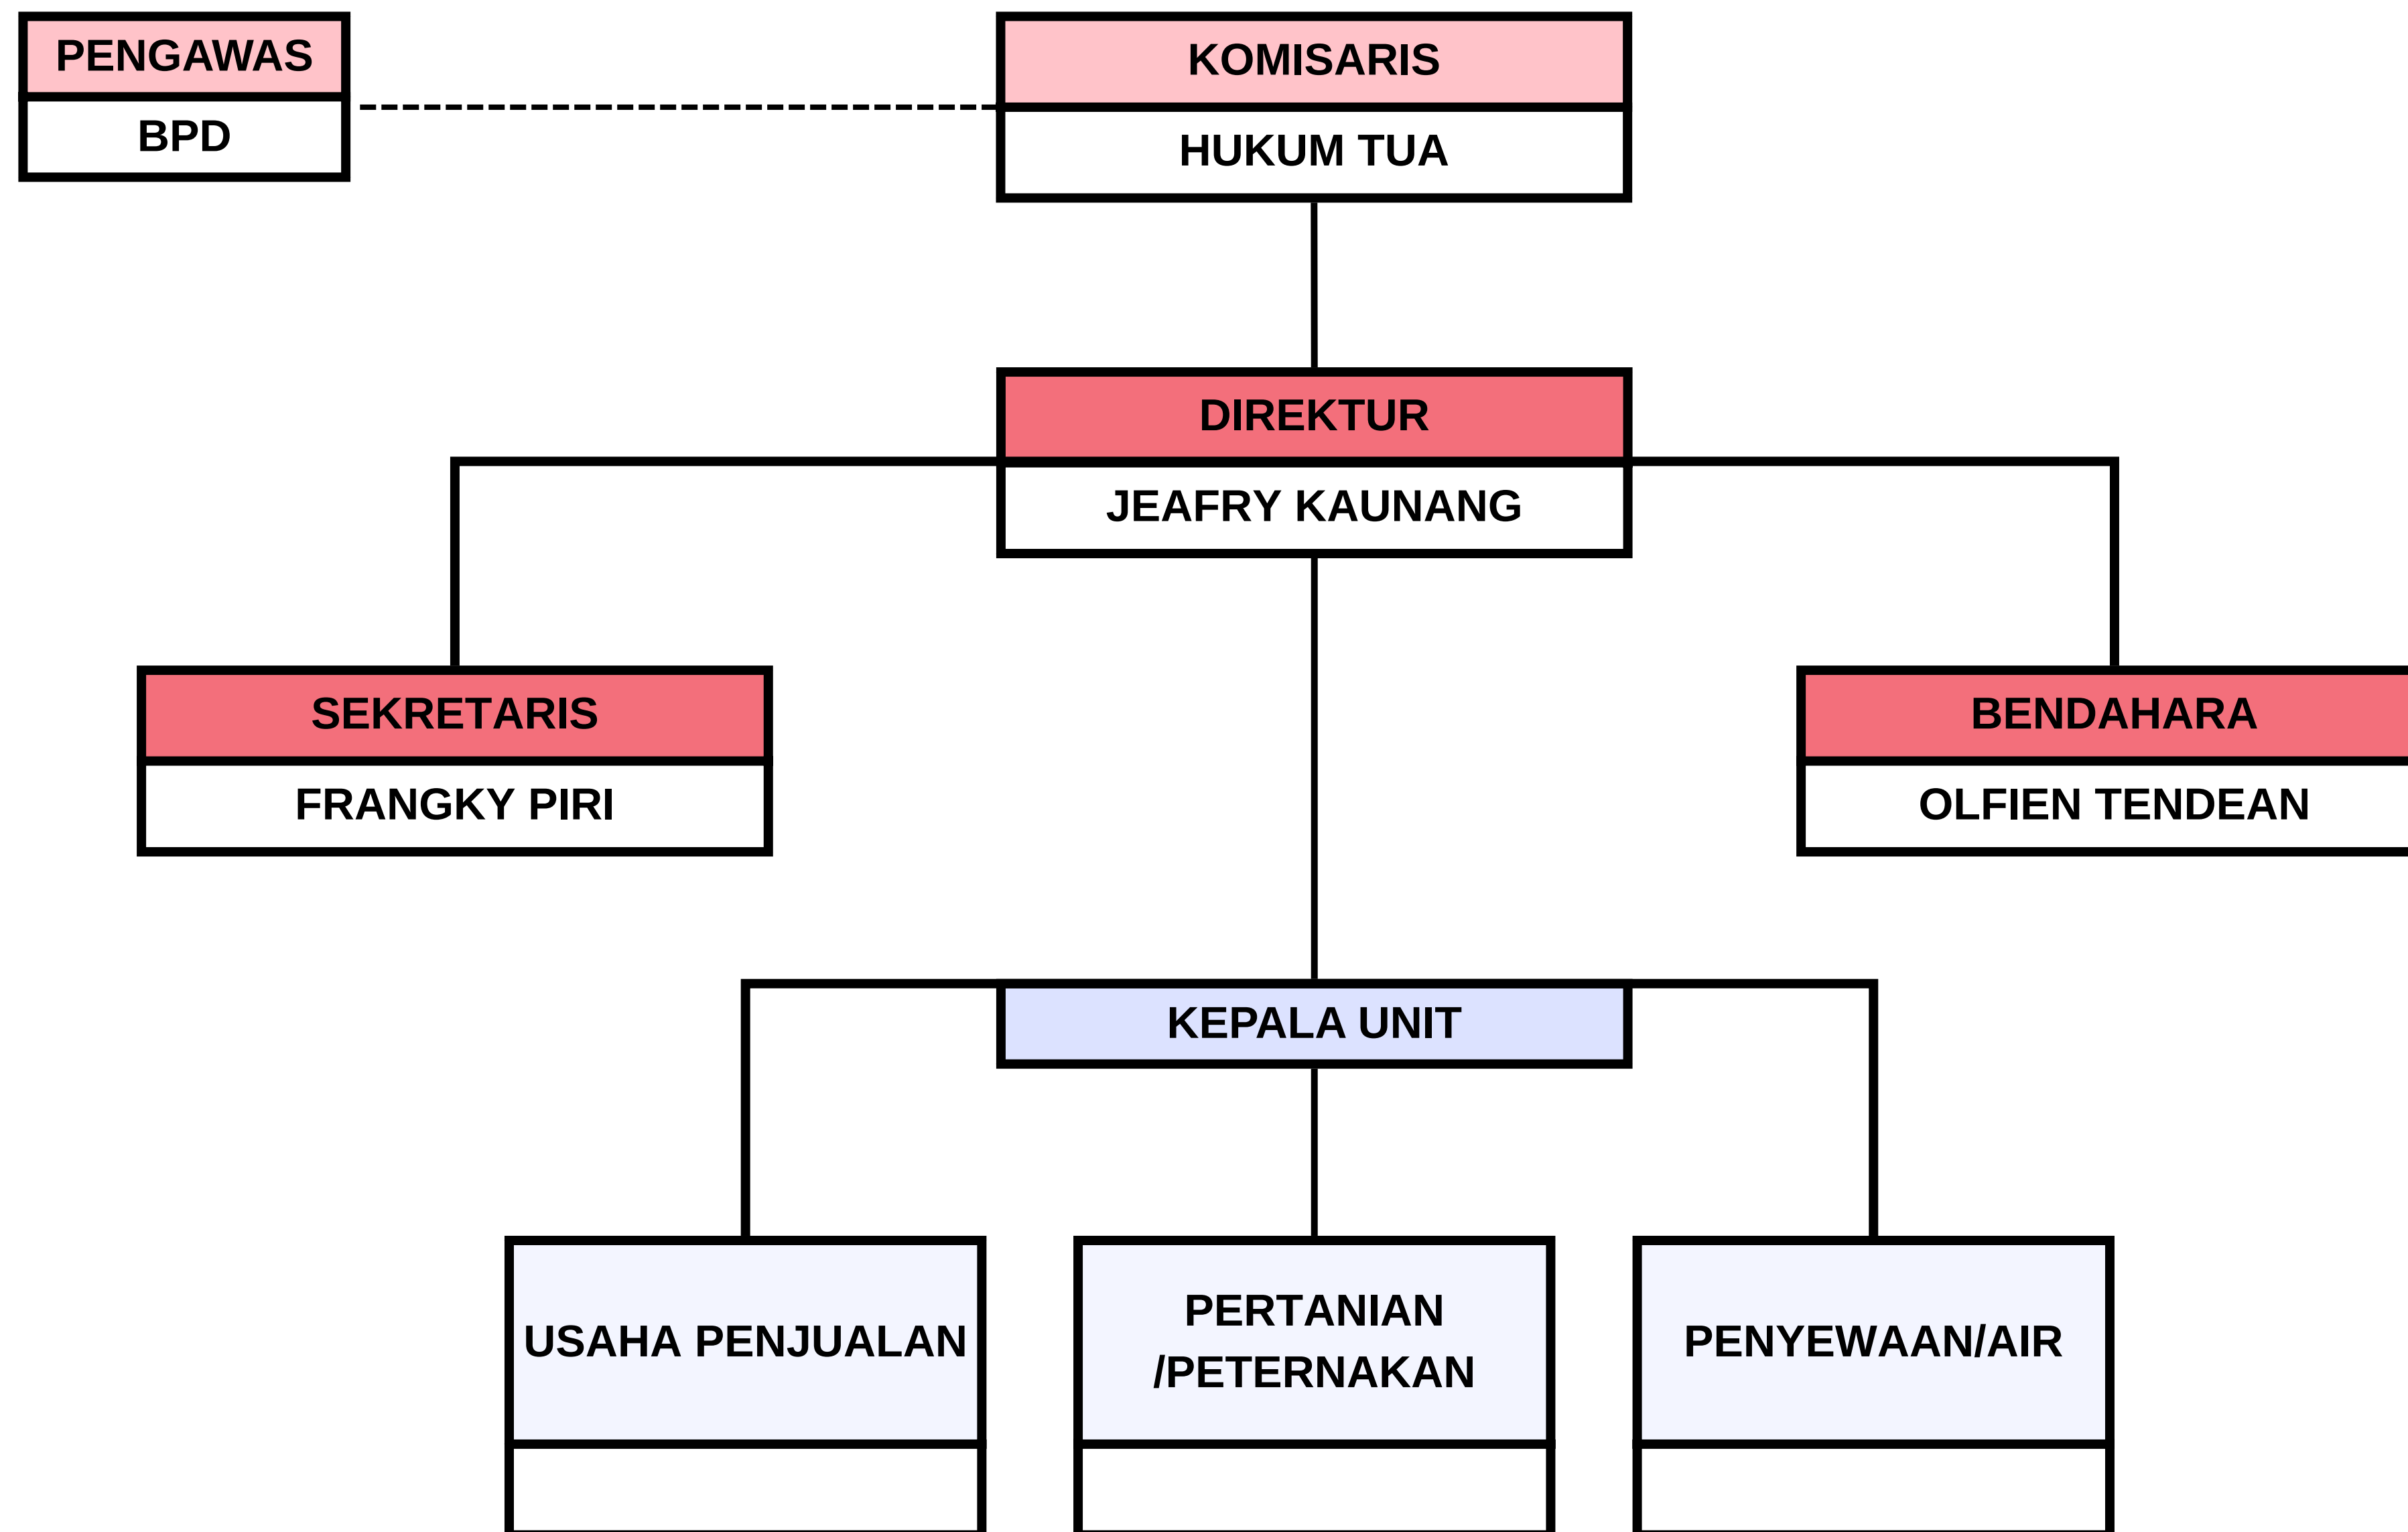 PENGAWAS
BPD
KOMISARIS
HUKUM TUA
DIREKTUR
JEAFRY KAUNANG
SEKRETARIS
FRANGKY PIRI
BENDAHARA
OLFIEN TENDEAN
KEPALA UNIT
USAHA PENJUALAN
PERTANIAN
/PETERNAKAN
PENYEWAAN/AIR